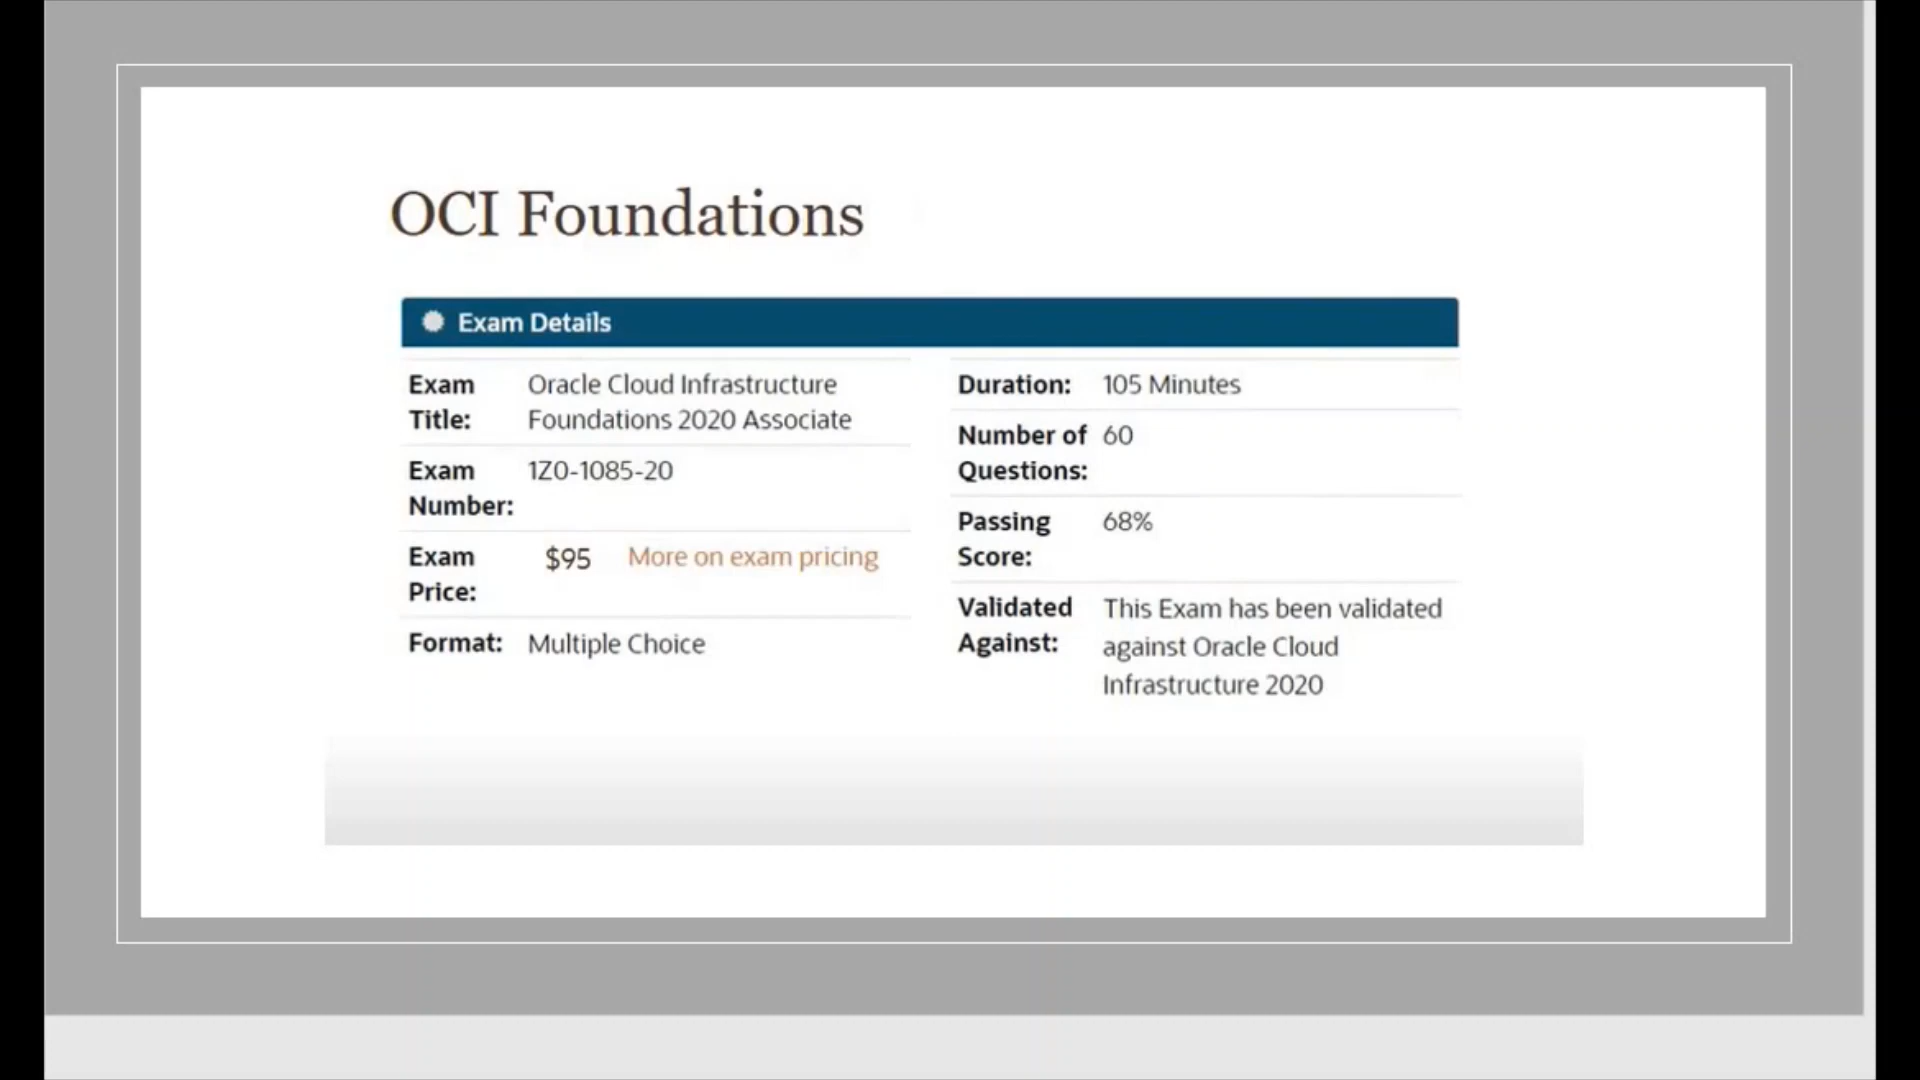 OCI Foundations
Exam Details
Exam Title: Oracle Cloud Infrastructure
Foundations 2020 Associate
Exam Number: 1Z0-1085-20
Exam Price: $95 More on exam pricing
Format: Multiple Choice
Duration: 105 Minutes
Number of Questions: 60
Passing Score: 68%
Validated Against: This Exam has been validated
against Oracle Cloud
Infrastructure 2020